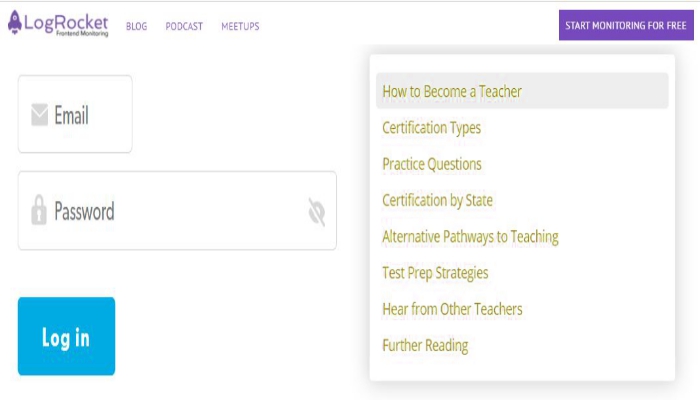 LogRocket
Frontend Monitoring
BLOG PODCAST MEETUPS
START MONITORING FOR FREE
Email
Password
Log in
How to Become a Teacher
Certification Types
Practice Questions
Certification by State
Alternative Pathways to Teaching
Test Prep Strategies
Hear from Other Teachers
Further Reading